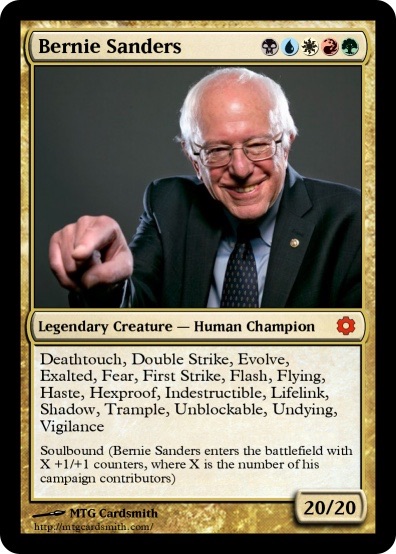 Bernie Sanders
Legendary Creature — Human Champion
Deathtouch, Double Strike, Evolve,
Exalted, Fear, First Strike, Flash, Flying,
Haste, Hexproof, Indestructible, Lifelink,
Shadow, Trample, Unblockable, Undying,
Vigilance
Soulbound (Bernie Sanders enters the battlefield with
X +1/+1 counters, where X is the number of his
campaign contributors)
20/20
MTG Cardsmith
http://mtgcardsmith.com/